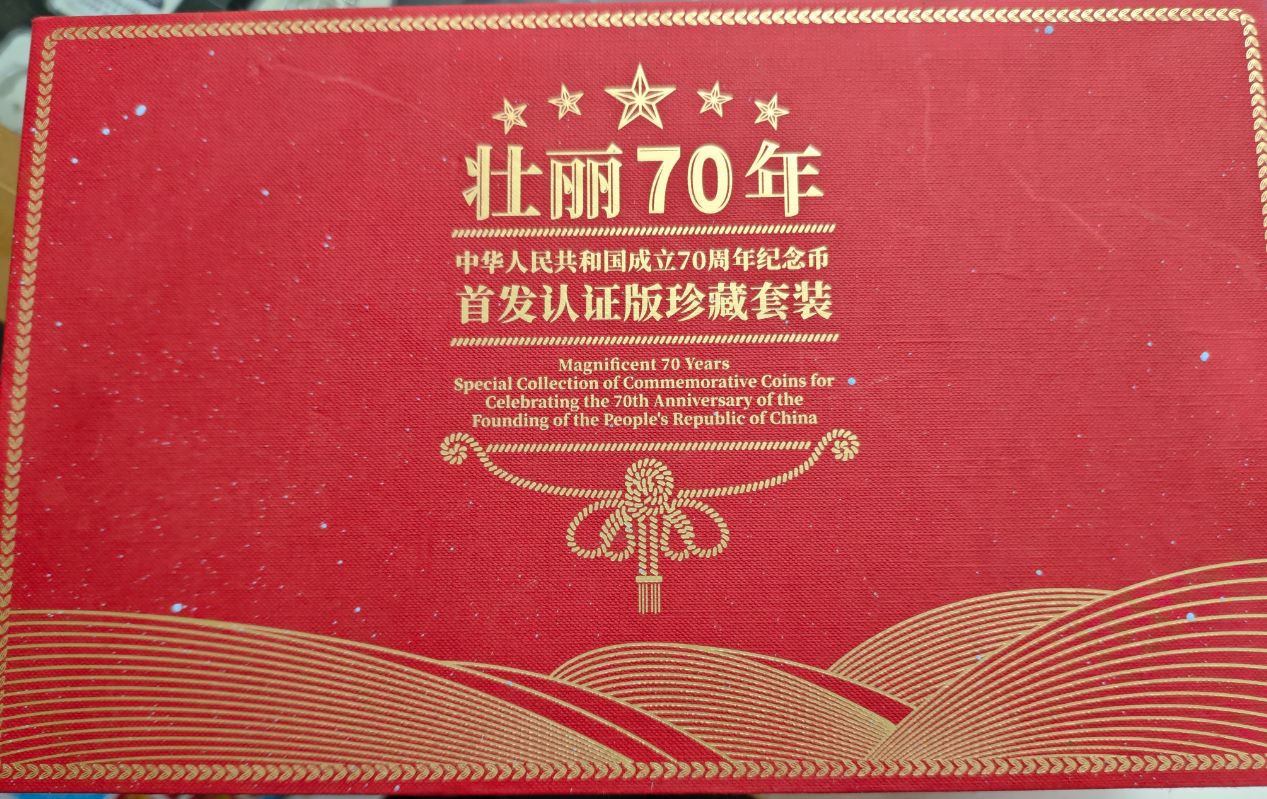 壮丽70年
中华人民共和国成立70周年纪念币
首发认证版珍藏套装
Magnificent 70 Years
Special Collection of Commemorative Coins for
Celebrating the 70th Anniversary of the
Founding of the People's Republic of China